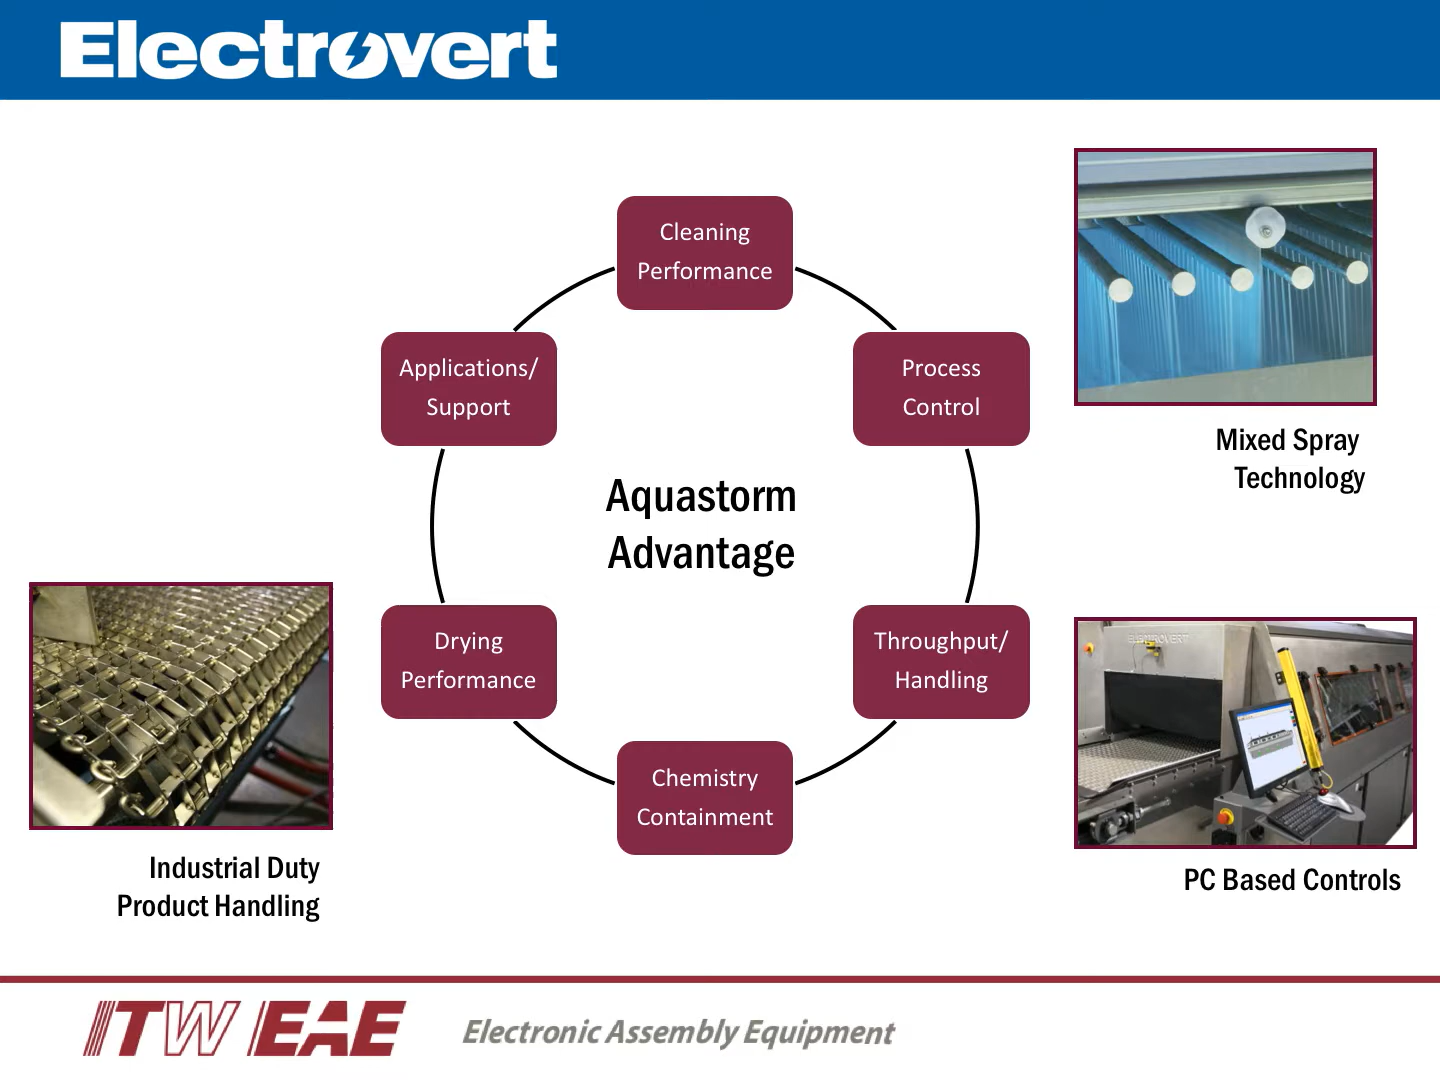 Electrovert
Cleaning
Performance
Applications/
Support
Process
Control
Mixed Spray
Technology
Aquastorm
Advantage
Drying
Performance
Throughput/
Handling
ELECTROVERT
Chemistry
Containment
Industrial Duty
Product Handling
PC Based Controls
ITW EAE
Electronic Assembly Equipment